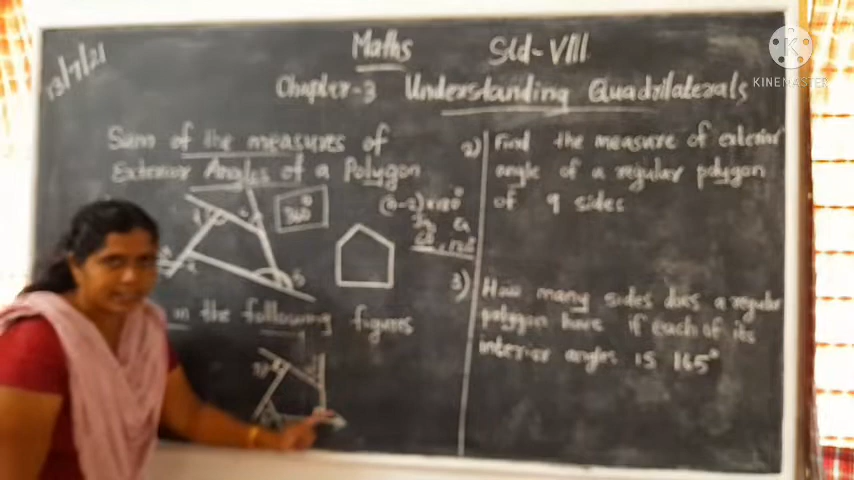 13/7/21
Maths Std-VIII
Chapter-3 Understanding Quadrilaterals
Sum of the measures of
Exterior Angles of a Polygon
360°
in the following figures
2) Find the measure of exterior
angle of a regular polygon
of 9 sides
3) How many sides does a regular
polygon have if each of its
interior angles is 165°
K
KINEMASTER